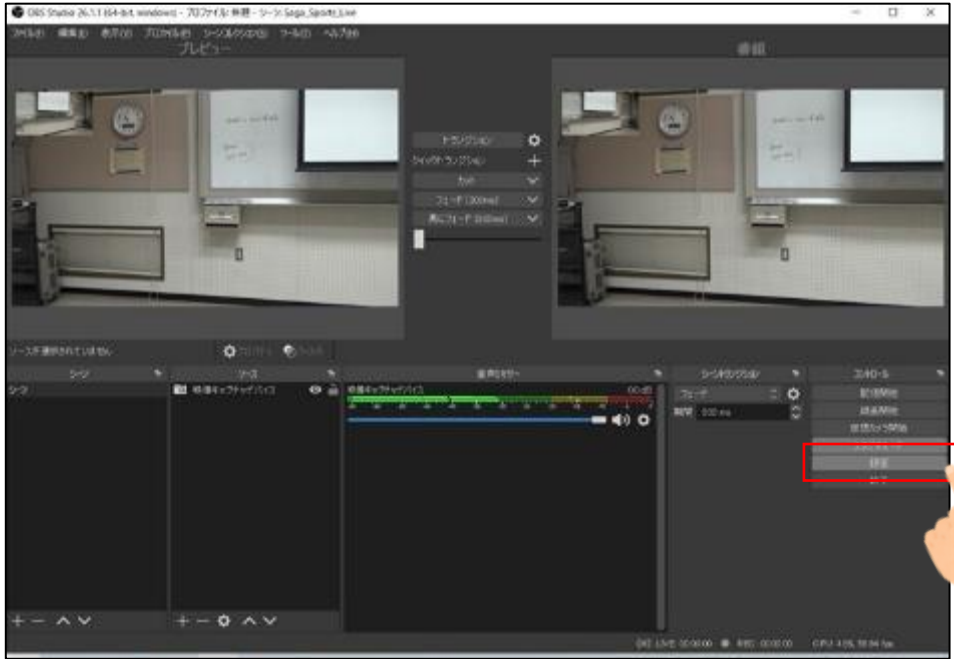 OBS Studio 26.1.1 (64-bit, windows) - プロファイル: 無題 - シーン: Saga_Sports_Live
ファイル(F) 編集(E) 表示(V) プロファイル(P) シーンコレクション(S) ツール(T) ヘルプ(H)
プレビュー
番組
トランジション
クイックトランジション
カット
フェード (300ms)
黒にフェード (300ms)
ソースが選択されていません
プロパティ フィルタ
シーン
ソース
音声ミキサー
シーントランジション
コントロール
シーン
映像キャプチャデバイス
映像キャプチャデバイス
0.0 dB
フェード
期間 300 ms
配信開始
録画開始
仮想カメラ開始
スタジオモード
設定
終了
LIVE: 00:00:00
REC: 00:00:00